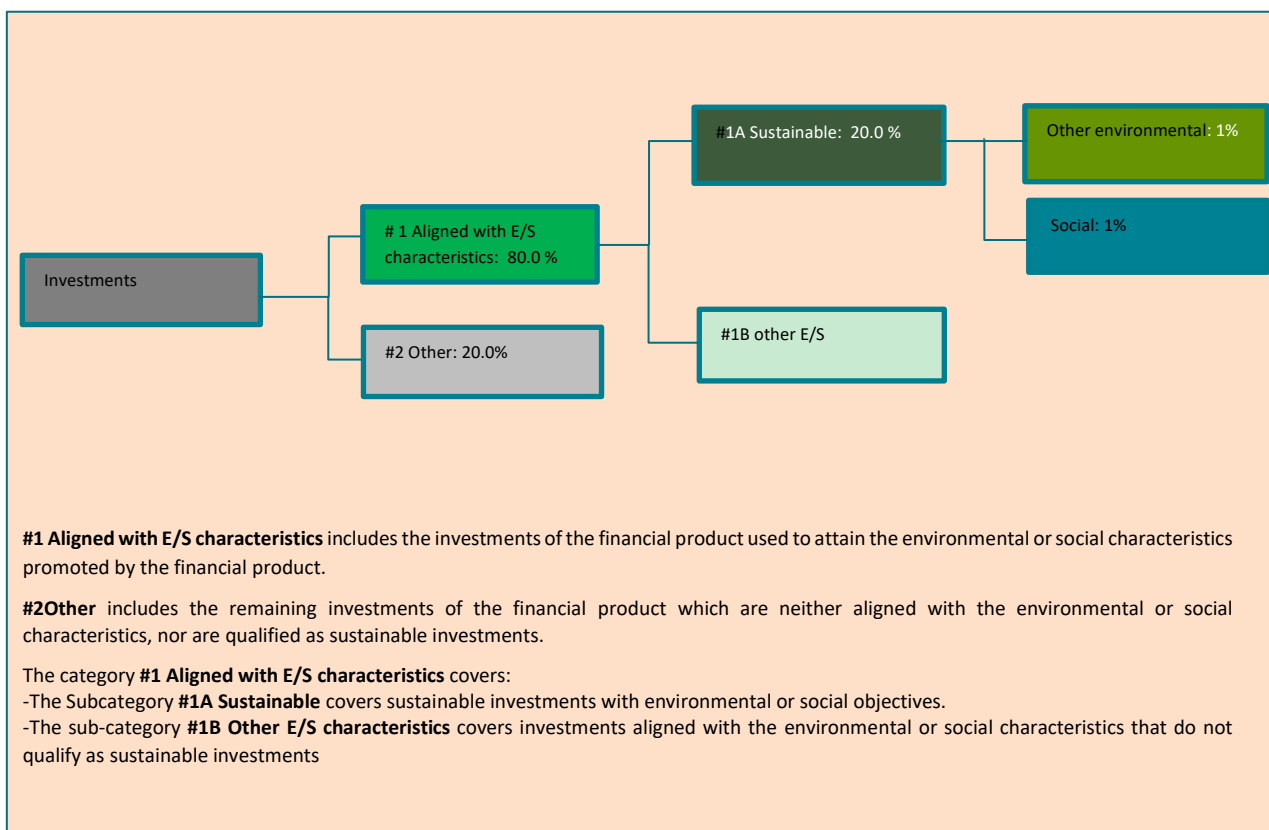 #1A Sustainable: 20.0 %
Other environmental: 1%
# 1 Aligned with E/S
characteristics: 80.0 %
Social: 1%
Investments
#2 Other: 20.0%
#1B other E/S
#1 Aligned with E/S characteristics includes the investments of the financial product used to attain the environmental or social characteristics
promoted by the financial product.
#2Other includes the remaining investments of the financial product which are neither aligned with the environmental or social
characteristics, nor are qualified as sustainable investments.
The category #1 Aligned with E/S characteristics covers:
-The Subcategory #1A Sustainable covers sustainable investments with environmental or social objectives.
-The sub-category #1B Other E/S characteristics covers investments aligned with the environmental or social characteristics that do not
qualify as sustainable investments